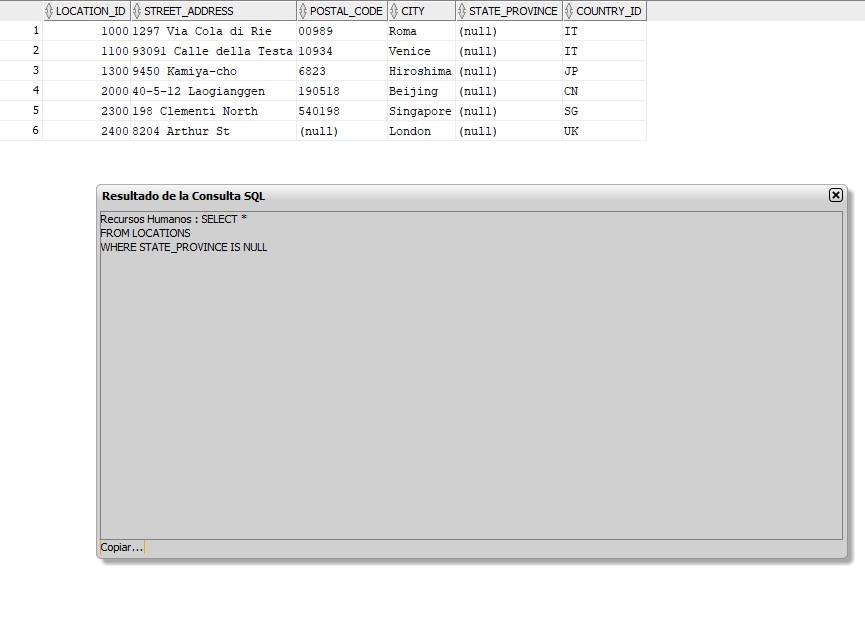 LOCATION_ID STREET_ADDRESS POSTAL_CODE CITY STATE_PROVINCE COUNTRY_ID
1 1000 1297 Via Cola di Rie 00989 Roma (null) IT
2 1100 93091 Calle della Testa 10934 Venice (null) IT
3 1300 9450 Kamiya-cho 6823 Hiroshima (null) JP
4 2000 40-5-12 Laogianggen 190518 Beijing (null) CN
5 2300 198 Clementi North 540198 Singapore (null) SG
6 2400 8204 Arthur St (null) London (null) UK
Resultado de la Consulta SQL
Recursos Humanos : SELECT *
FROM LOCATIONS
WHERE STATE_PROVINCE IS NULL
Copiar...